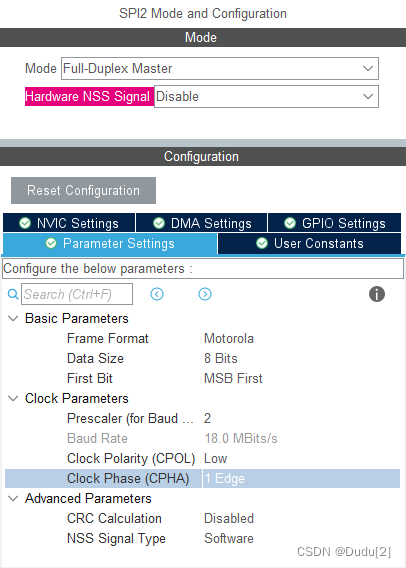 SPI2 Mode and Configuration
Mode
Mode Full-Duplex Master
Hardware NSS Signal Disable
Configuration
Reset Configuration
NVIC Settings DMA Settings GPIO Settings
Parameter Settings User Constants
Configure the below parameters :
Search (Ctrl+F)
Basic Parameters
Frame Format Motorola
Data Size 8 Bits
First Bit MSB First
Clock Parameters
Prescaler (for Baud ... 2
Baud Rate 18.0 MBits/s
Clock Polarity (CPOL) Low
Clock Phase (CPHA) 1 Edge
Advanced Parameters
CRC Calculation Disabled
NSS Signal Type Software
CSDN @Dudu[2]